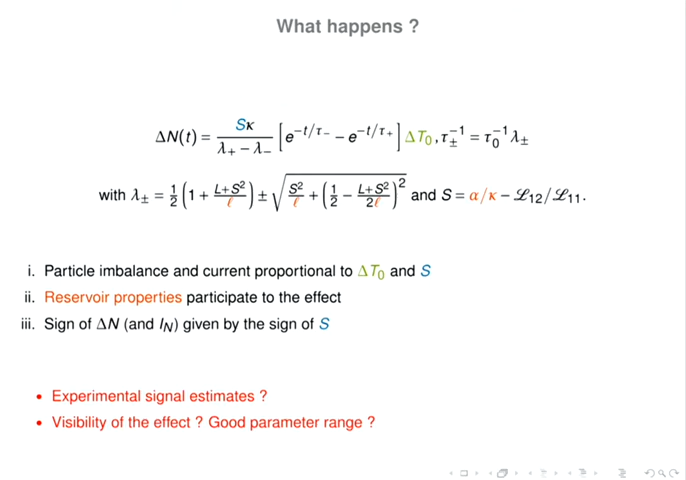 What happens ?
ΔN(t) = Sκ / (λ₊ − λ₋) [e^{−t/τ₋} − e^{−t/τ₊}] ΔT₀, τ±⁻¹ = τ₀⁻¹λ±
with λ± = ½(1 + (L+S²)/ℓ) ± √(S²/ℓ + (½ − (L+S²)/(2ℓ))²) and S = α/κ − ℒ₁₂/ℒ₁₁.
i. Particle imbalance and current proportional to ΔT₀ and S
ii. Reservoir properties participate to the effect
iii. Sign of ΔN (and I_N) given by the sign of S
• Experimental signal estimates ?
• Visibility of the effect ? Good parameter range ?